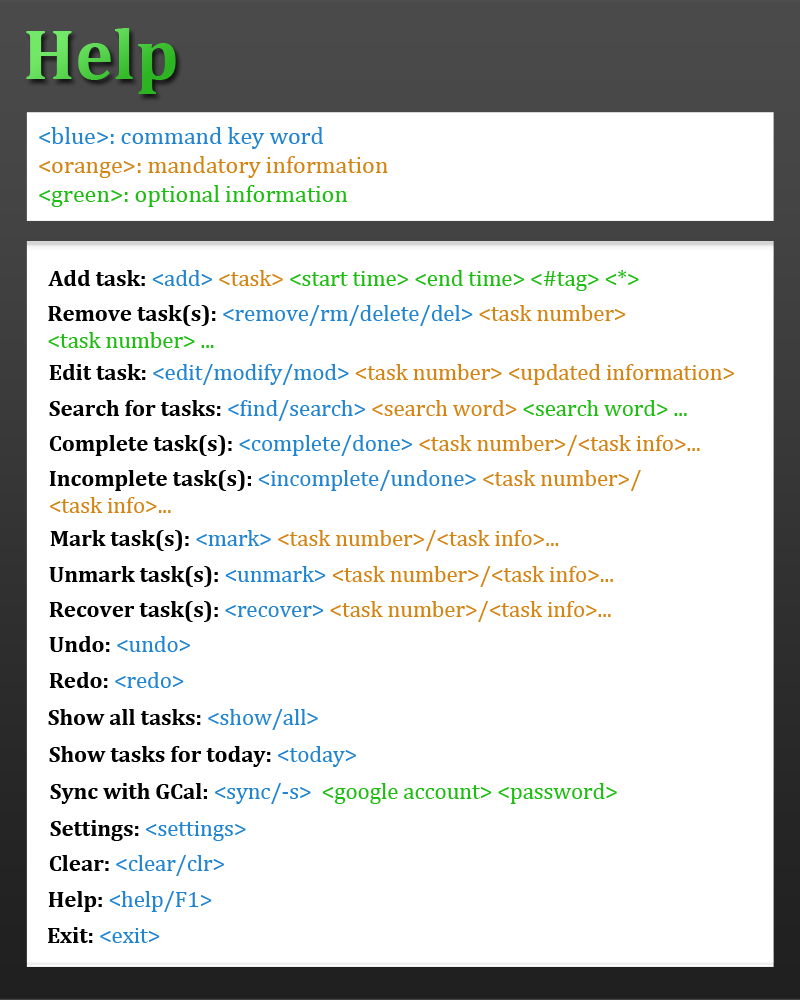 Help
<blue>: command key word
<orange>: mandatory information
<green>: optional information
Add task: <add> <task> <start time> <end time> <#tag> <*>
Remove task(s): <remove/rm/delete/del> <task number>
<task number> ...
Edit task: <edit/modify/mod> <task number> <updated information>
Search for tasks: <find/search> <search word> <search word> ...
Complete task(s): <complete/done> <task number>/<task info>...
Incomplete task(s): <incomplete/undone> <task number>/
<task info>...
Mark task(s): <mark> <task number>/<task info>...
Unmark task(s): <unmark> <task number>/<task info>...
Recover task(s): <recover> <task number>/<task info>...
Undo: <undo>
Redo: <redo>
Show all tasks: <show/all>
Show tasks for today: <today>
Sync with GCal: <sync/-s> <google account> <password>
Settings: <settings>
Clear: <clear/clr>
Help: <help/F1>
Exit: <exit>